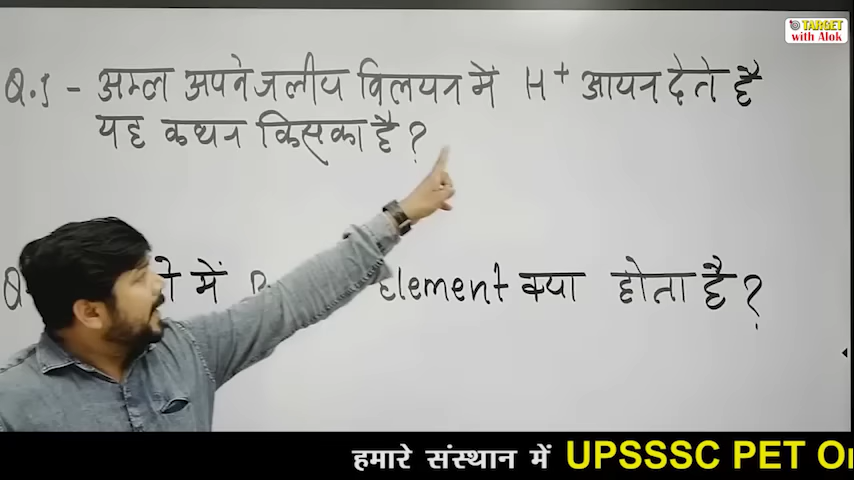 TARGET
with Alok
Q.1 - अम्ल अपने जलीय विलयन में H+ आयन देते है
यह कथन किसका है?
में Element क्या होता है?
हमारे संस्थान में UPSSSC PET